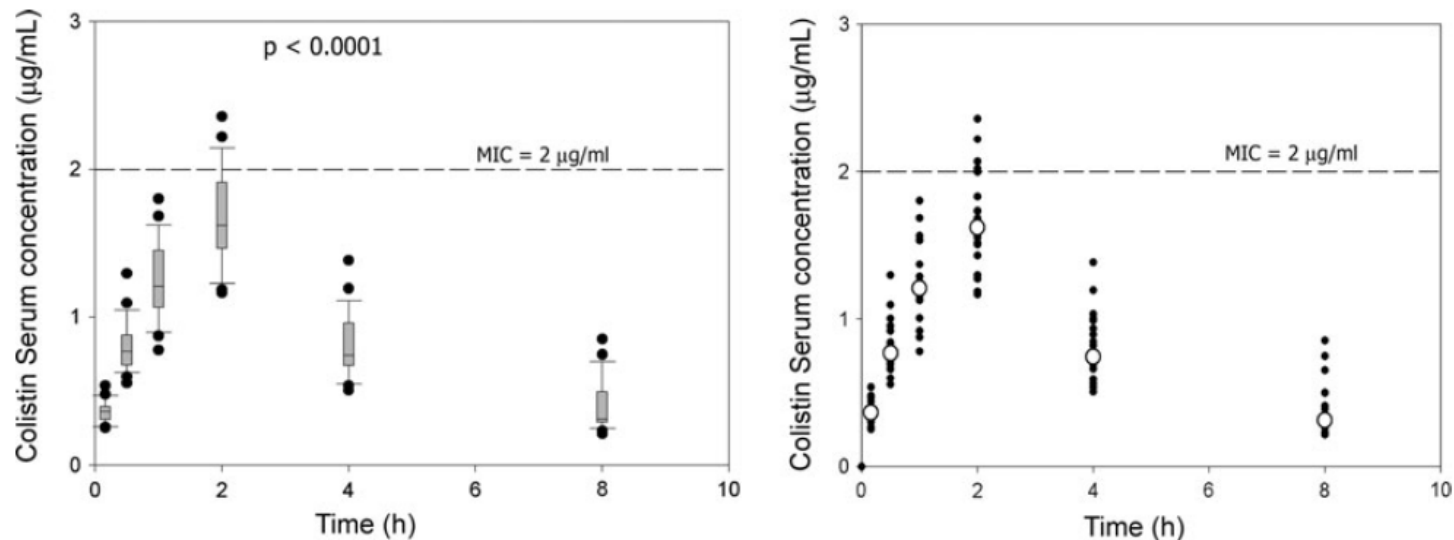 Colistin Serum concentration (μg/mL)
3
2
1
0
p < 0.0001
MIC = 2 μg/ml
0 2 4 6 8 10
Time (h)
Colistin Serum concentration (μg/mL)
3
2
1
0
MIC = 2 μg/ml
0 2 4 6 8 10
Time (h)